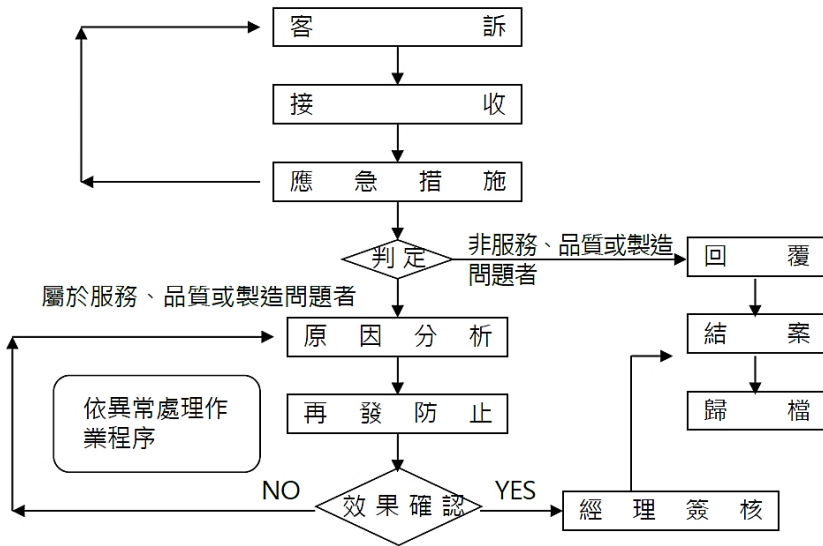 客訴
接收
應急措施
判定
非服務、品質或製造
問題者
回覆
屬於服務、品質或製造問題者
原因分析
結案
依異常處理作
業程序
再發防止
歸檔
NO
效果確認
YES
經理簽核